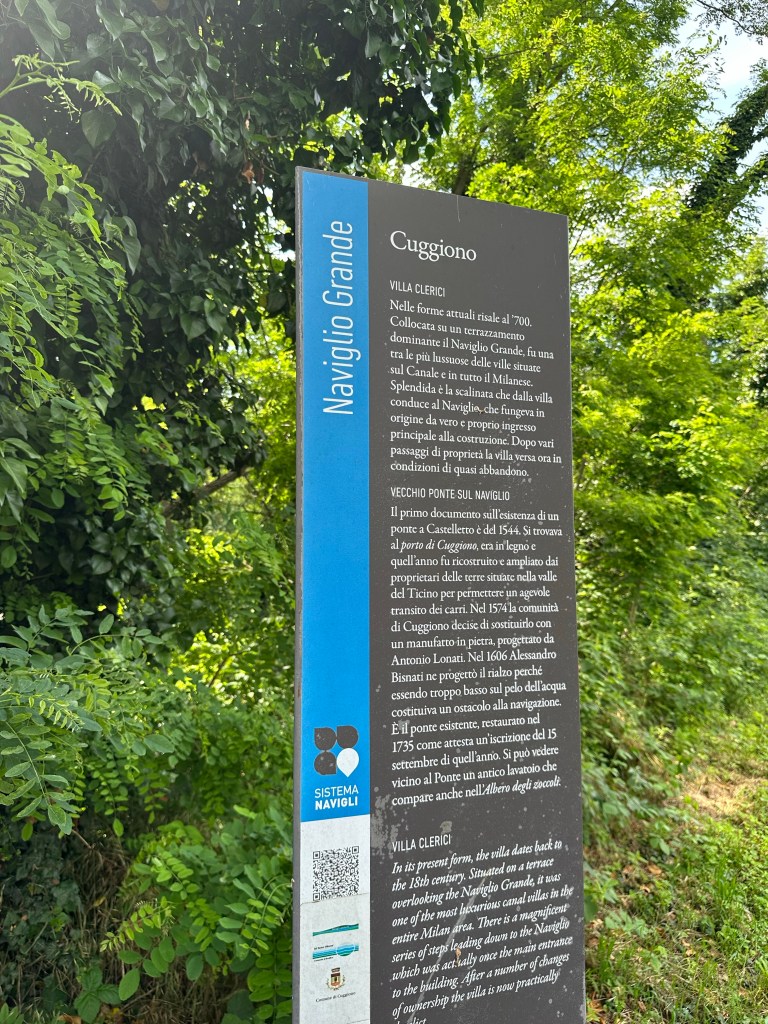 Naviglio Grande
Cuggiono
VILLA CLERICI
Nelle forme attuali risale al '700.
Collocata su un terrazzamento
dominante il Naviglio Grande, fu una
tra le più lussuose delle ville situate
sul Canale e in tutto il Milanese.
Splendida è la scalinata che dalla villa
conduce al Naviglio, che fungeva in
origine da vero e proprio ingresso
principale alla costruzione. Dopo vari
passaggi di proprietà la villa versa ora in
condizioni di quasi abbandono.
VECCHIO PONTE SUL NAVIGLIO
Il primo documento sull'esistenza di un
ponte a Castelletto è del 1544. Si trovava
al porto di Cuggiono, era in legno e
quell'anno fu ricostruito e ampliato dai
proprietari delle terre situate nella valle
del Ticino per permettere un agevole
transito dei carri. Nel 1574 la comunità
di Cuggiono decise di sostituirlo con
un manufatto in pietra, progettato da
Antonio Lonati. Nel 1606 Alessandro
Bisnati ne progettò il rialzo perché
essendo troppo basso sul pelo dell'acqua
costituiva un ostacolo alla navigazione.
È il ponte esistente, restaurato nel
1735 come attesta un'iscrizione del 15
settembre di quell'anno. Si può vedere
vicino al Ponte un antico lavatoio che
compare anche nell'Albero degli zoccoli.
SISTEMA
NAVIGLI
VILLA CLERICI
In its present form, the villa dates back to
the 18th century. Situated on a terrace
overlooking the Naviglio Grande, it was
one of the most luxurious canal villas in the
entire Milan area. There is a magnificent
series of steps leading down to the Naviglio
which was actually once the main entrance
to the building. After a number of changes
of ownership the villa is now practically
Comune di Cuggiono